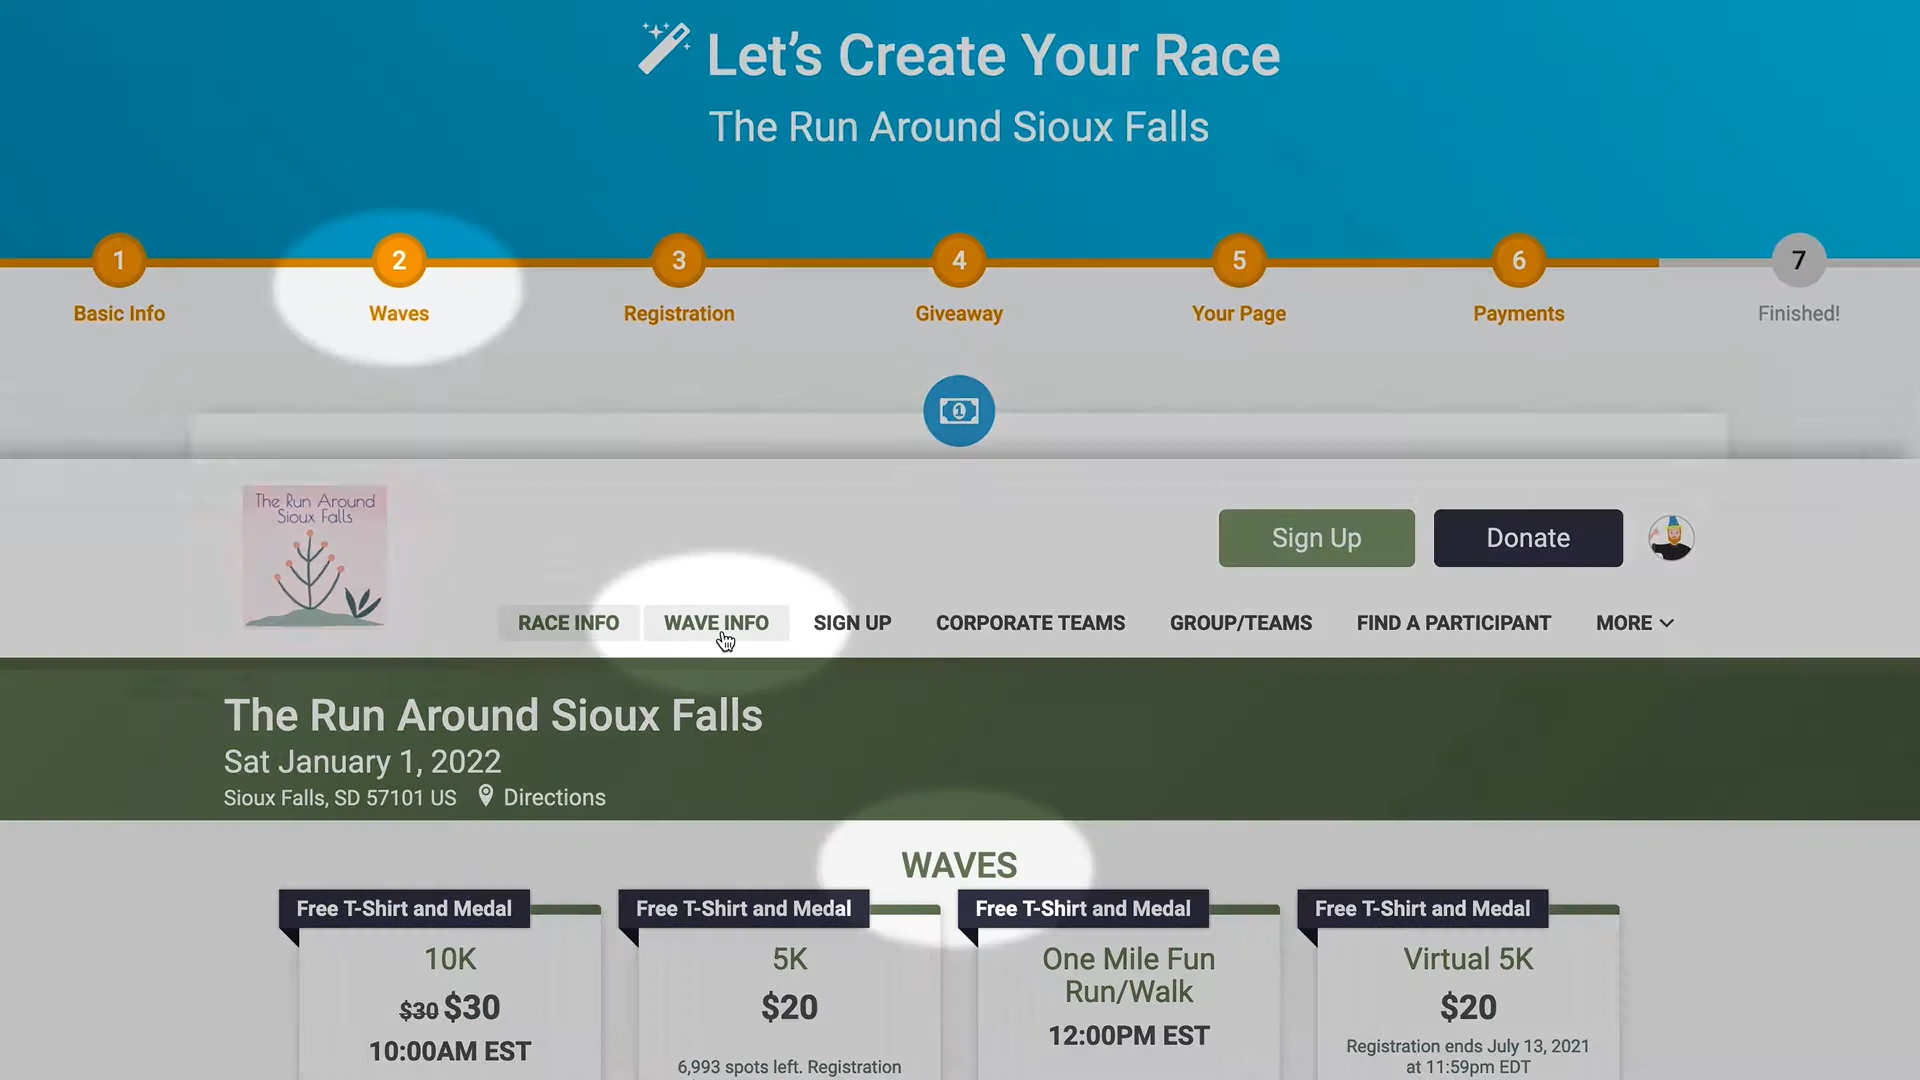 Let's Create Your Race
The Run Around Sioux Falls
1
2
3
4
5
6
7
Basic Info
Waves
Registration
Giveaway
Your Page
Payments
Finished!
1
The Run Around
Sioux Falls
Sign Up
Donate
RACE INFO
WAVE INFO
SIGN UP
CORPORATE TEAMS
GROUP/TEAMS
FIND A PARTICIPANT
MORE
The Run Around Sioux Falls
Sat January 1, 2022
Sioux Falls, SD 57101 US
Directions
WAVES
Free T-Shirt and Medal
10K
$30 $30
10:00AM EST
Free T-Shirt and Medal
5K
$20
6,993 spots left. Registration
Free T-Shirt and Medal
One Mile Fun
Run/Walk
12:00PM EST
Free T-Shirt and Medal
Virtual 5K
$20
Registration ends July 13, 2021
at 11:59pm EDT